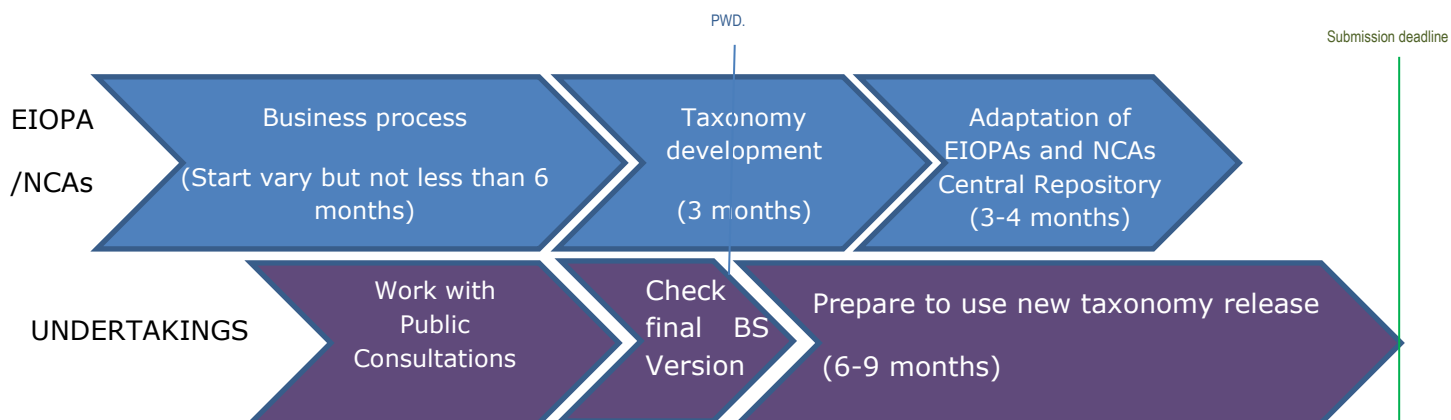 PWD.
Submission deadline
EIOPA
/NCAs
Business process
(Start vary but not less than 6
months)
Taxonomy
development
(3 months)
Adaptation of
EIOPAs and NCAs
Central Repository
(3-4 months)
UNDERTAKINGS
Work with
Public
Consultations
Check
final BS
Version
Prepare to use new taxonomy release
(6-9 months)